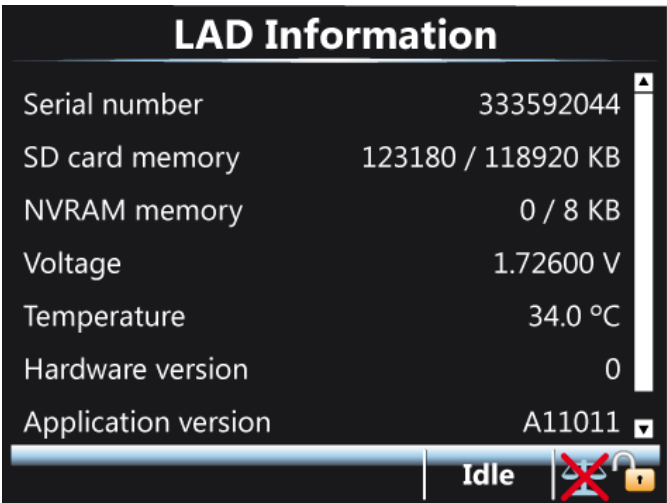 LAD Information
Serial number 333592044
SD card memory 123180 / 118920 KB
NVRAM memory 0 / 8 KB
Voltage 1.72600 V
Temperature 34.0 ºC
Hardware version 0
Application version A11011
Idle